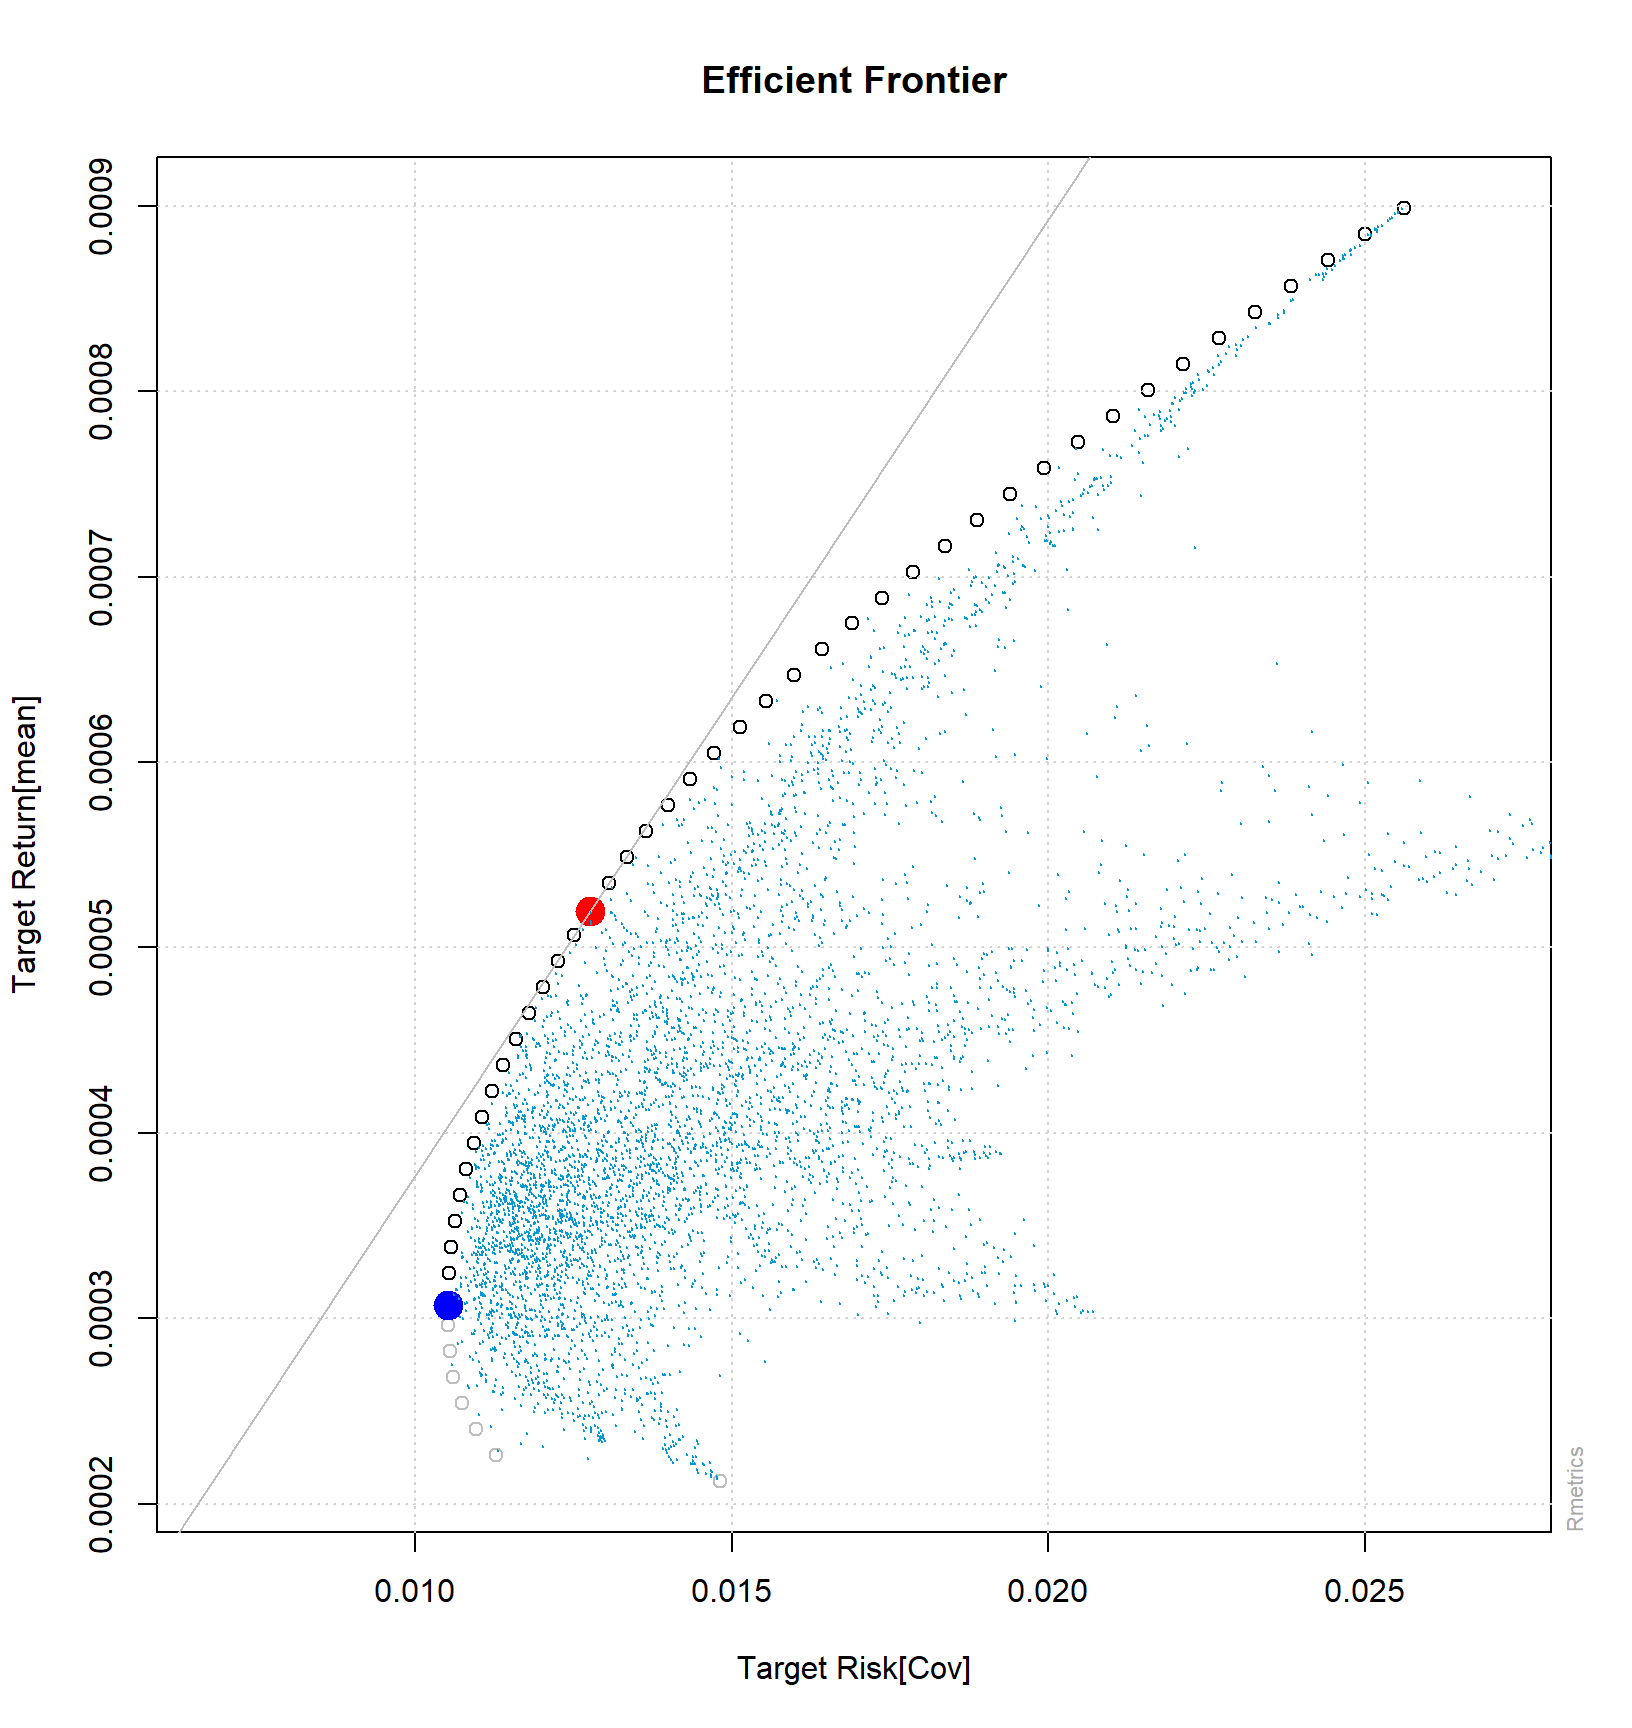 Efficient Frontier
0.0009
0.0008
0.0007
0.0006
0.0005
0.0004
0.0003
0.0002
Target Return[mean]
0.010 0.015 0.020 0.025
Target Risk[Cov]
Rmetrics